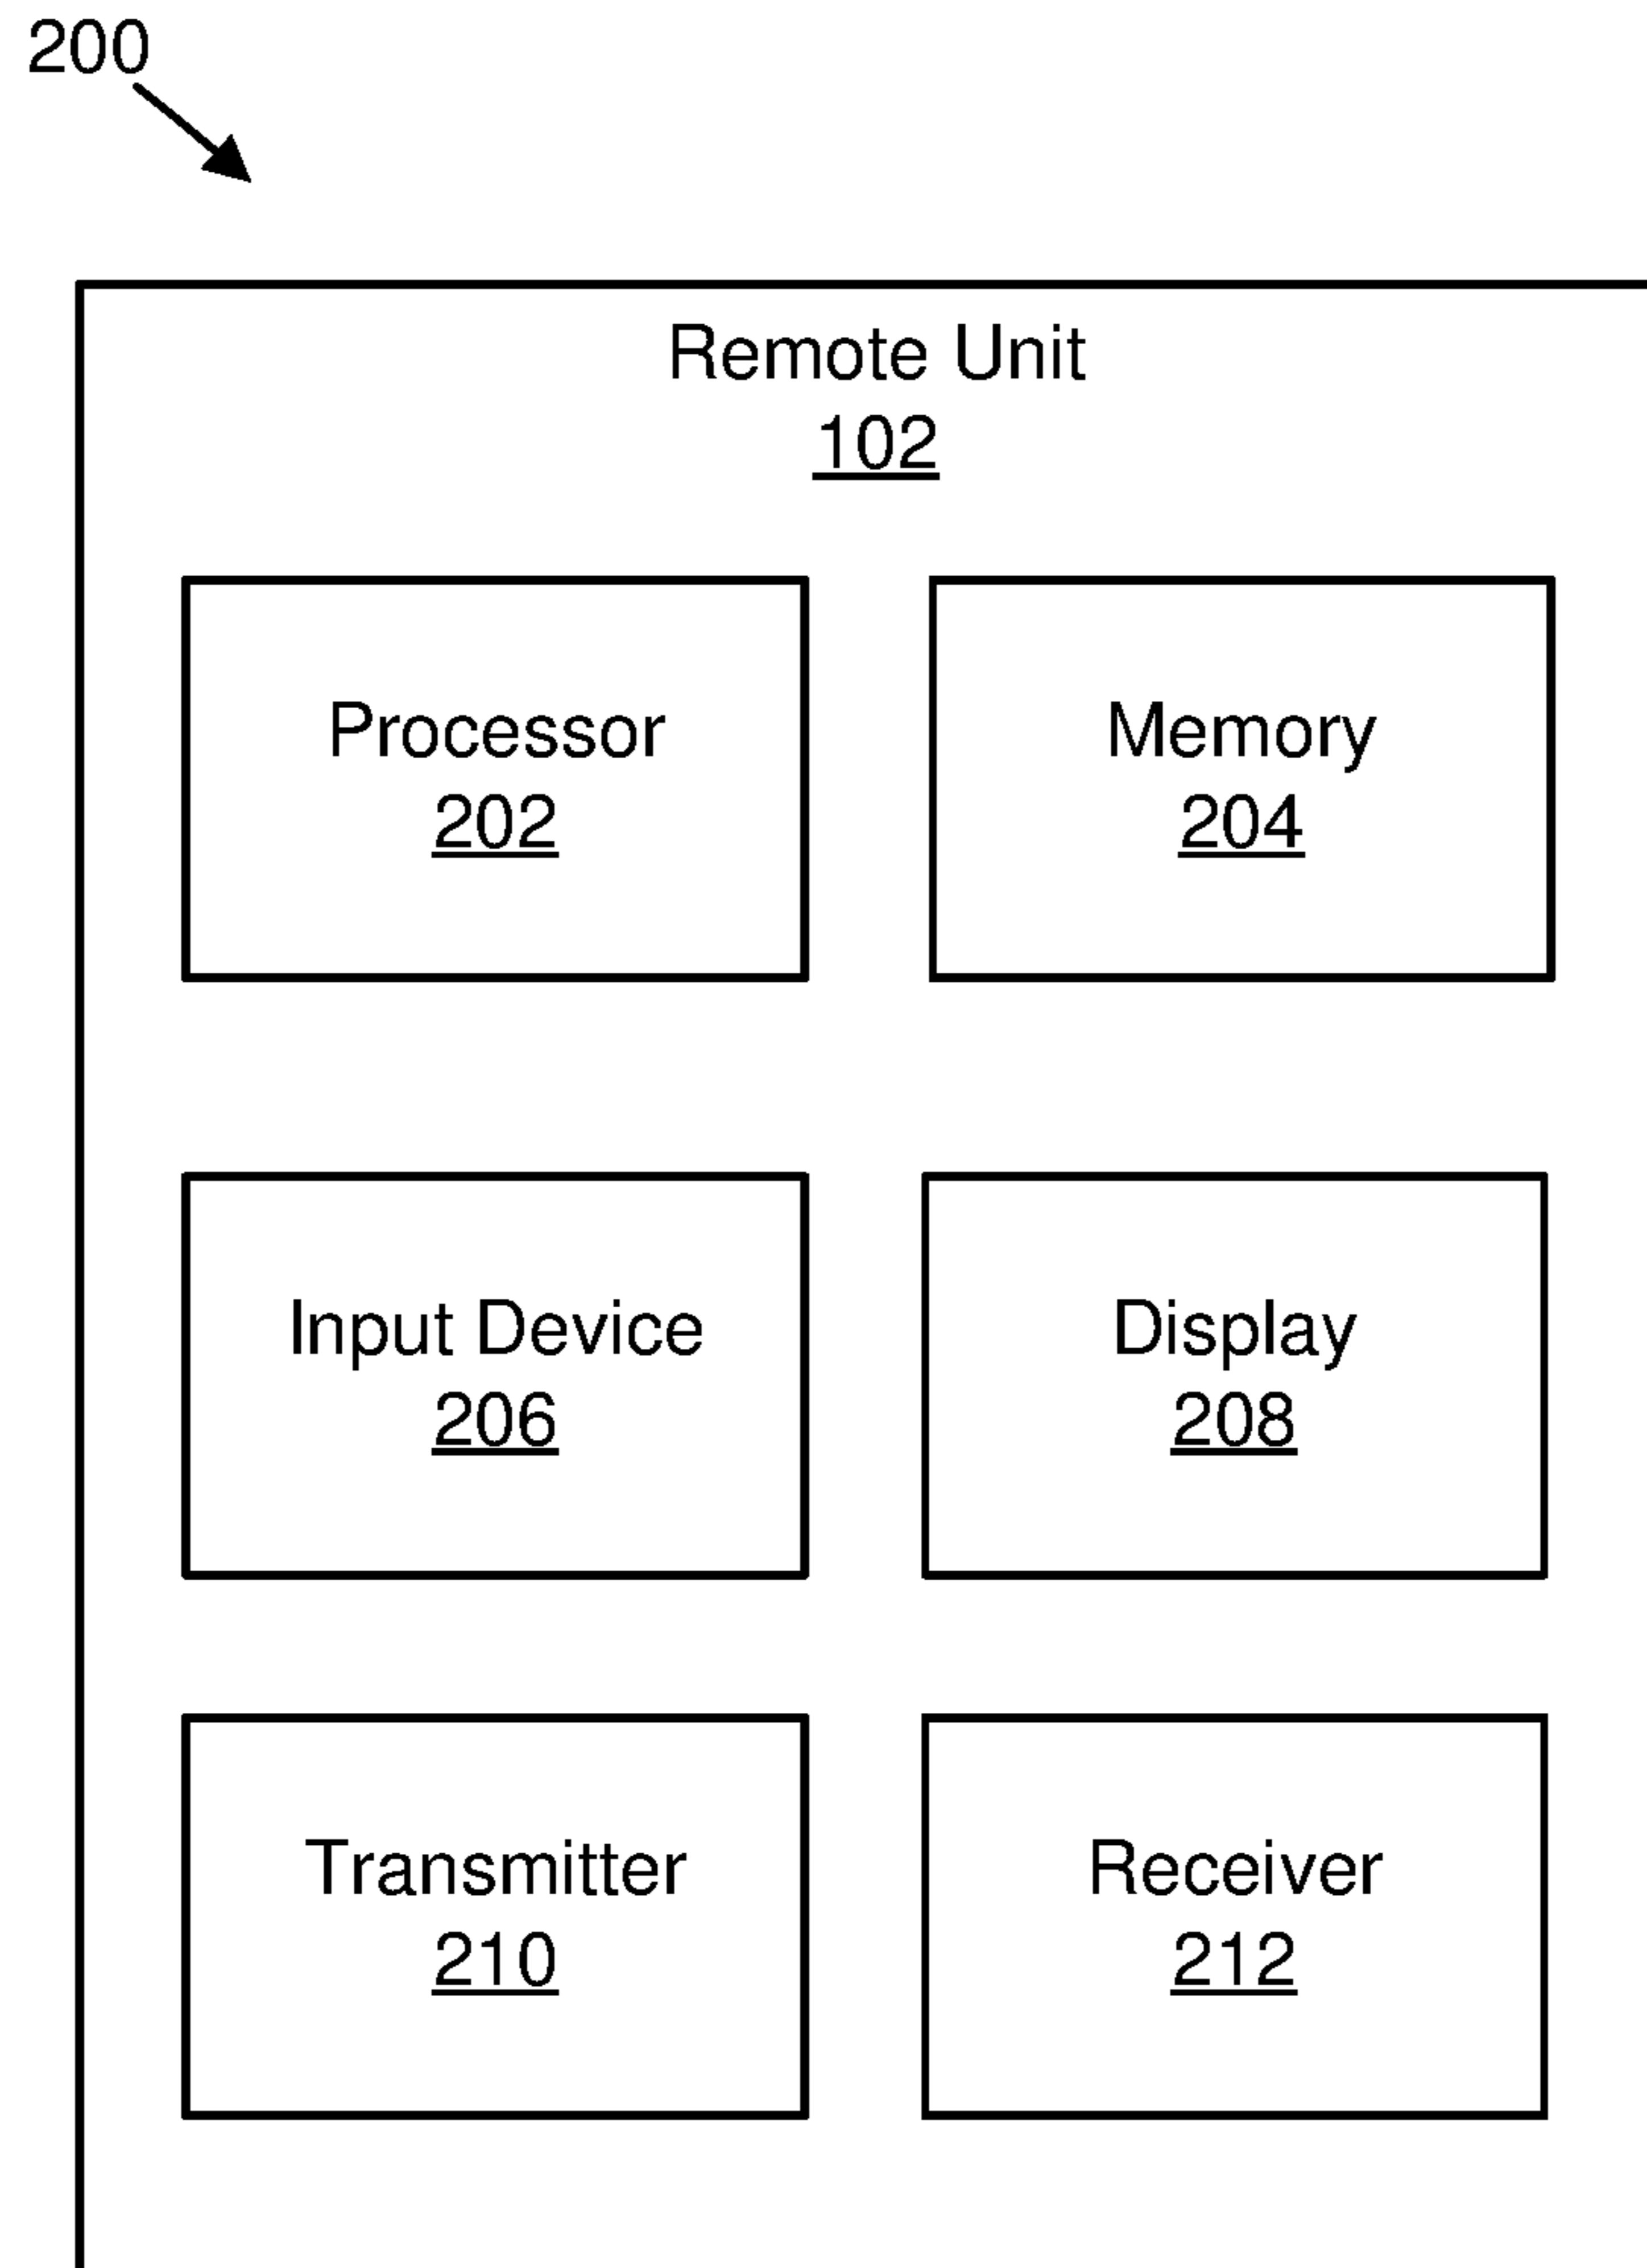 200
Remote Unit
102
Processor
202
Memory
204
Input Device
206
Display
208
Transmitter
210
Receiver
212